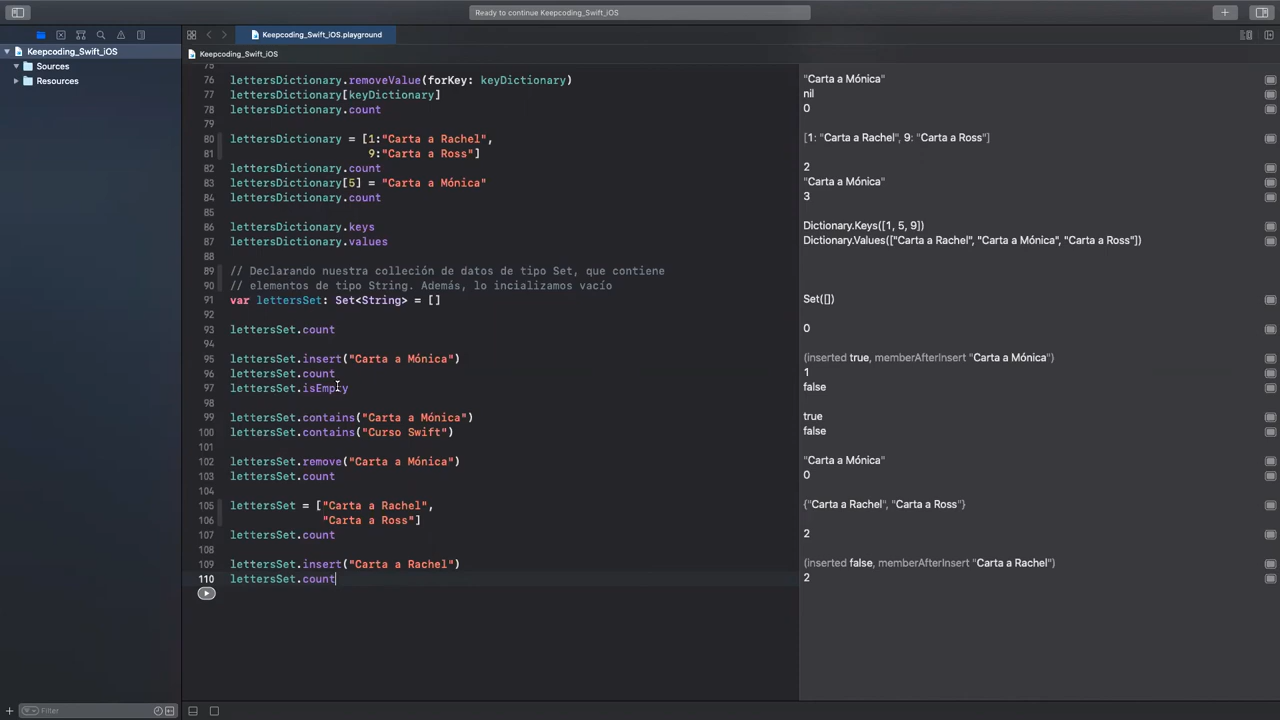 Ready to continue Keepcoding_Swift_iOS
Keepcoding_Swift_iOS.playground
Keepcoding_Swift_iOS
Keepcoding_Swift_iOS
Sources
Resources
75
76 lettersDictionary.removeValue(forKey: keyDictionary)
"Carta a Mónica"
77 lettersDictionary[keyDictionary]
nil
78 lettersDictionary.count
0
79
80 lettersDictionary = [1:"Carta a Rachel",
[1: "Carta a Rachel", 9: "Carta a Ross"]
81 9:"Carta a Ross"]
82 lettersDictionary.count
2
83 lettersDictionary[5] = "Carta a Mónica"
"Carta a Mónica"
84 lettersDictionary.count
3
85
86 lettersDictionary.keys
Dictionary.Keys([1, 5, 9])
87 lettersDictionary.values
Dictionary.Values(["Carta a Rachel", "Carta a Mónica", "Carta a Ross"])
88
89 // Declarando nuestra colleción de datos de tipo Set, que contiene
90 // elementos de tipo String. Además, lo incializamos vacío
91 var lettersSet: Set<String> = []
Set([])
92
93 lettersSet.count
0
94
95 lettersSet.insert("Carta a Mónica")
(inserted true, memberAfterInsert "Carta a Mónica")
96 lettersSet.count
1
97 lettersSet.isEmpty
false
98
99 lettersSet.contains("Carta a Mónica")
true
100 lettersSet.contains("Curso Swift")
false
101
102 lettersSet.remove("Carta a Mónica")
"Carta a Mónica"
103 lettersSet.count
0
104
105 lettersSet = ["Carta a Rachel",
{"Carta a Rachel", "Carta a Ross"}
106 "Carta a Ross"]
107 lettersSet.count
2
108
109 lettersSet.insert("Carta a Rachel")
(inserted false, memberAfterInsert "Carta a Rachel")
110 lettersSet.count
2
Filter